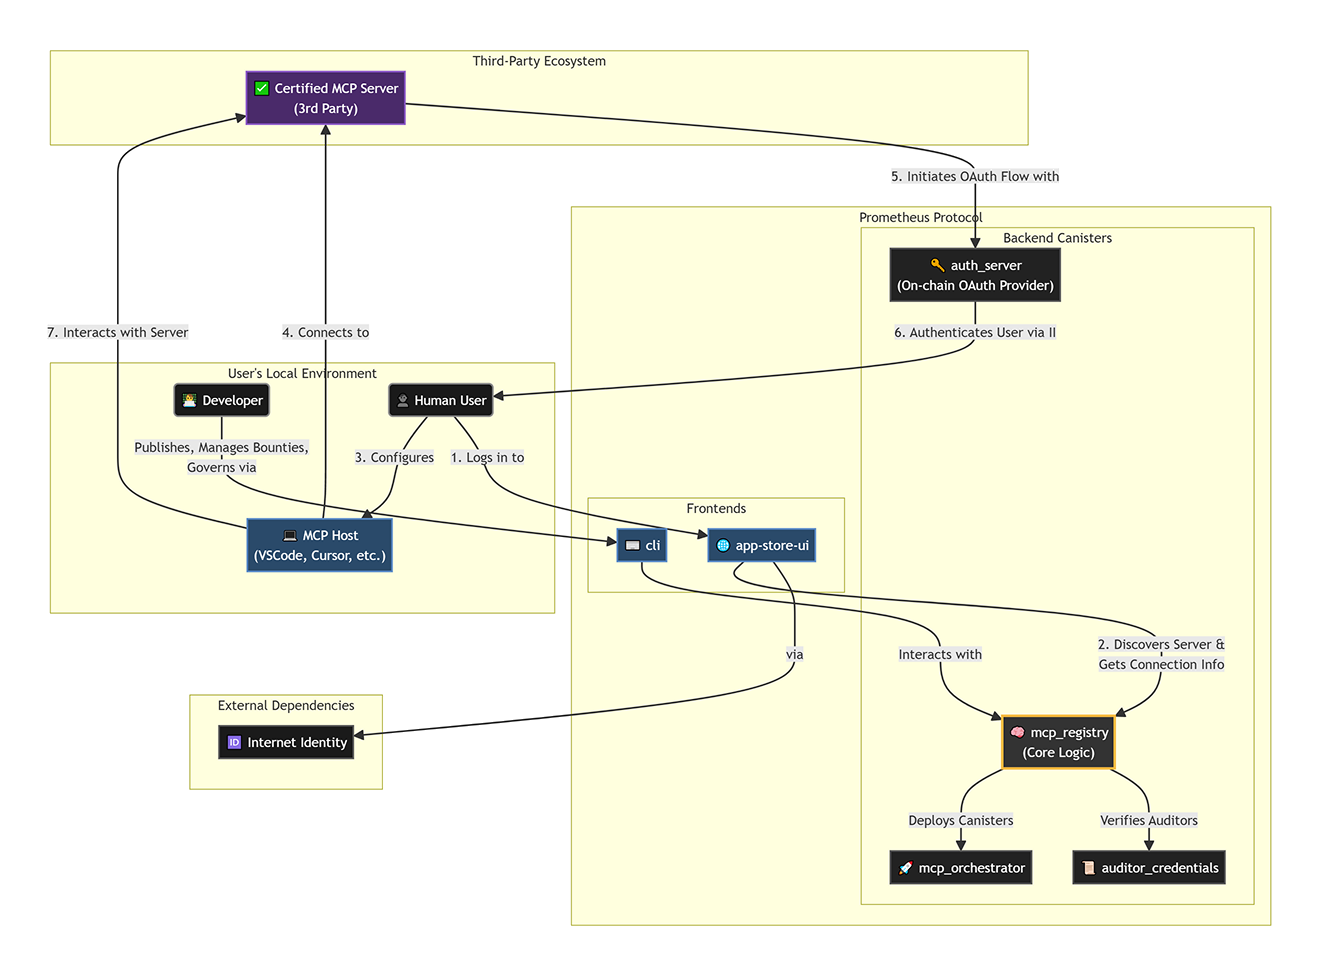 Third-Party Ecosystem
Certified MCP Server
(3rd Party)
5. Initiates OAuth Flow with
Prometheus Protocol
Backend Canisters
auth_server
(On-chain OAuth Provider)
7. Interacts with Server
4. Connects to
6. Authenticates User via II
User's Local Environment
Developer
Human User
Publishes, Manages Bounties,
Governs via
3. Configures
1. Logs in to
Frontends
MCP Host
(VSCode, Cursor, etc.)
cli
app-store-ui
via
Interacts with
2. Discovers Server &
Gets Connection Info
External Dependencies
ID Internet Identity
mcp_registry
(Core Logic)
Deploys Canisters
Verifies Auditors
mcp_orchestrator
auditor_credentials